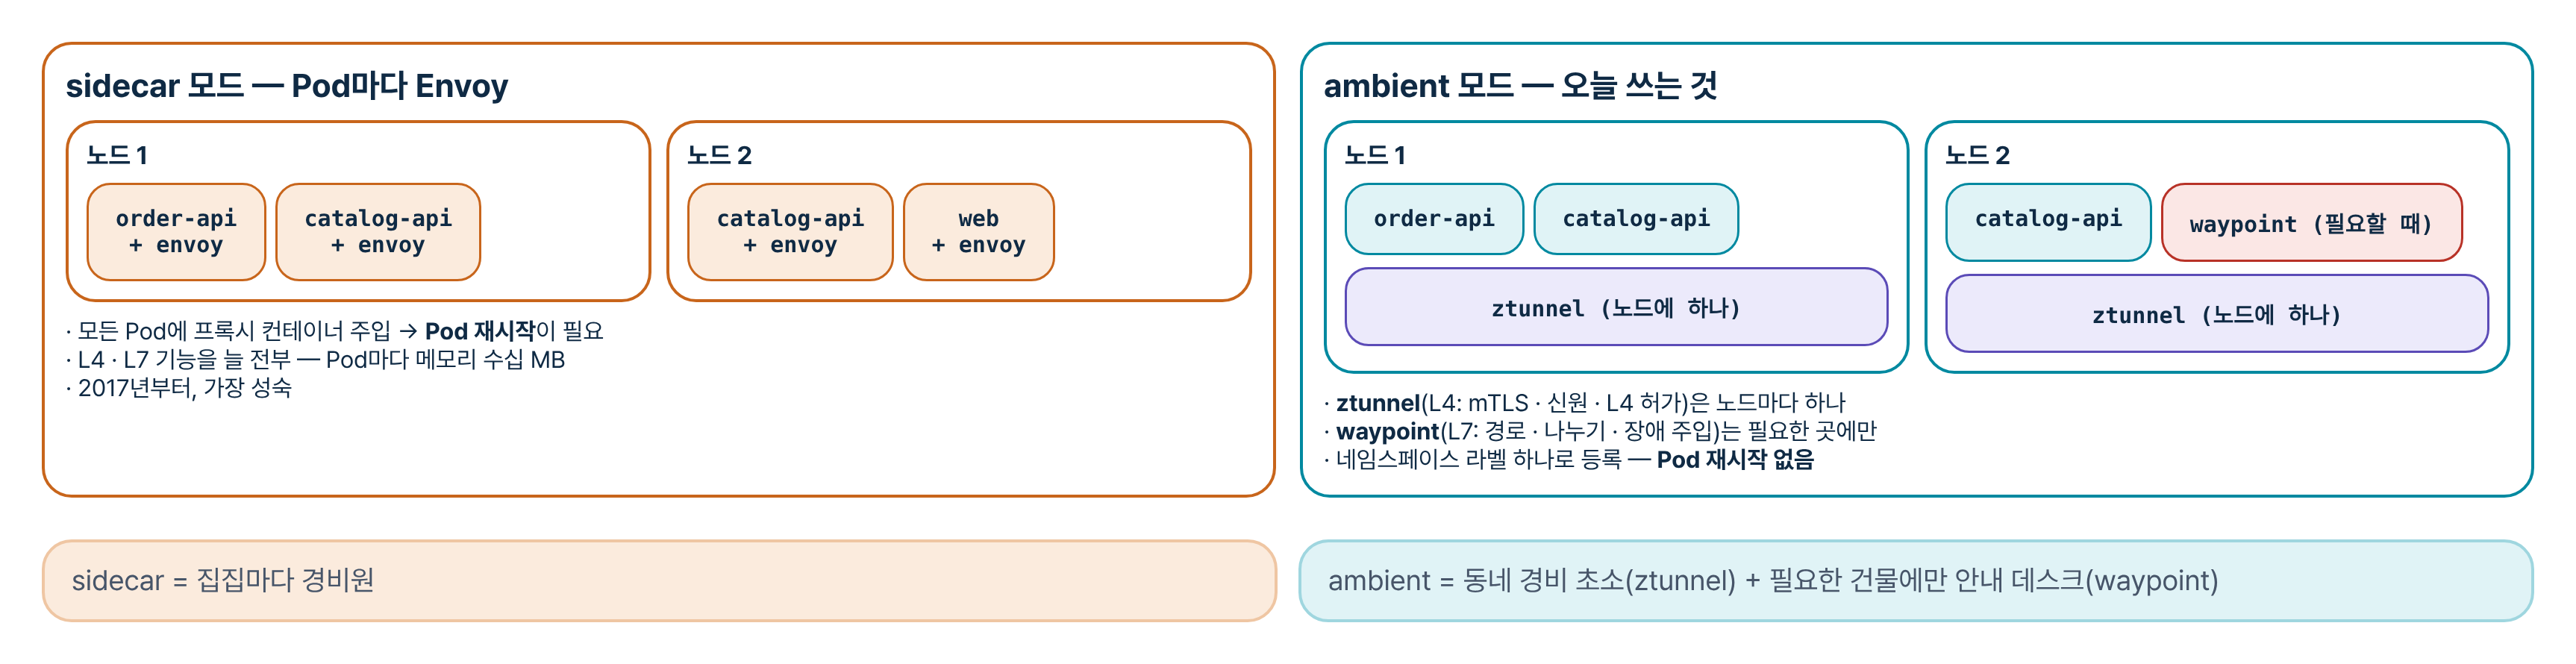 sidecar 모드 — Pod마다 Envoy
노드 1
order-api
+ envoy
catalog-api
+ envoy
노드 2
catalog-api
+ envoy
web
+ envoy
· 모든 Pod에 프록시 컨테이너 주입 → Pod 재시작이 필요
· L4 · L7 기능을 늘 전부 — Pod마다 메모리 수십 MB
· 2017년부터, 가장 성숙
ambient 모드 — 오늘 쓰는 것
노드 1
order-api
catalog-api
ztunnel (노드에 하나)
노드 2
catalog-api
waypoint (필요할 때)
ztunnel (노드에 하나)
· ztunnel(L4: mTLS · 신원 · L4 허가)은 노드마다 하나
· waypoint(L7: 경로 · 나누기 · 장애 주입)는 필요한 곳에만
· 네임스페이스 라벨 하나로 등록 — Pod 재시작 없음
sidecar = 집집마다 경비원
ambient = 동네 경비 초소(ztunnel) + 필요한 건물에만 안내 데스크(waypoint)